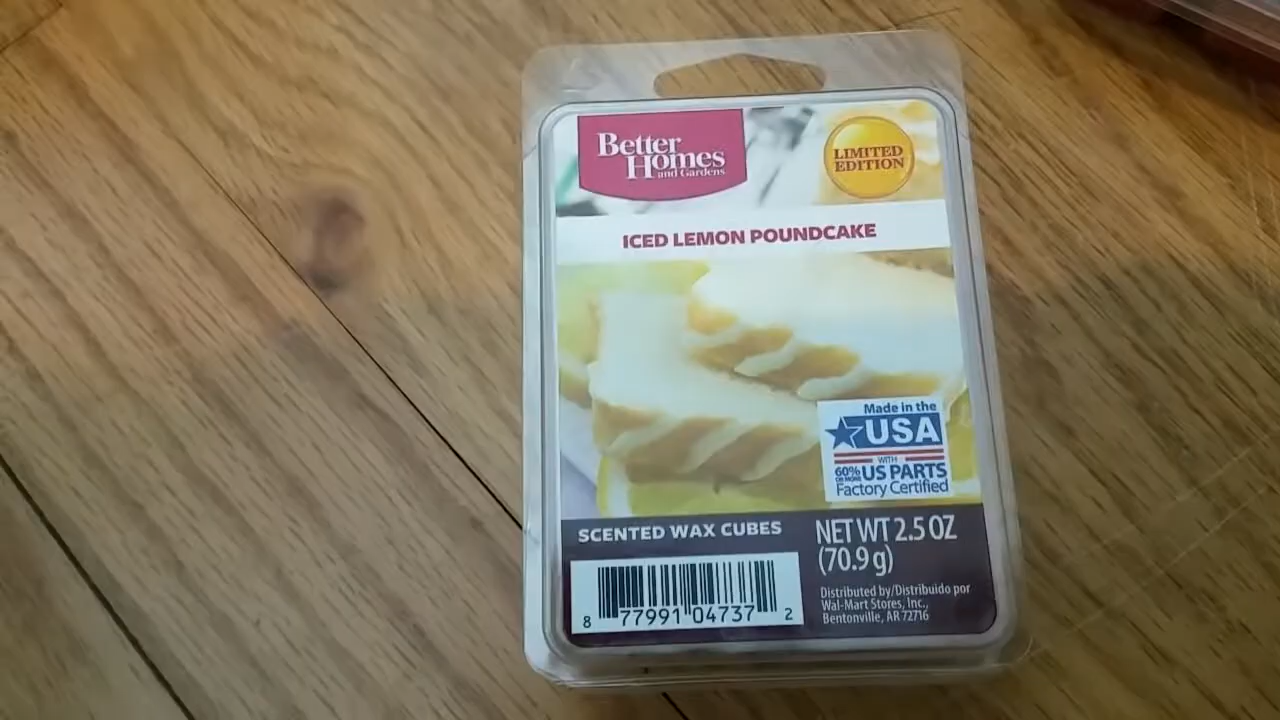 Better
Homes
and Gardens
LIMITED
EDITION
ICED LEMON POUNDCAKE
Made in the
USA
WITH
60% OR MORE US PARTS
Factory Certified
SCENTED WAX CUBES
NET WT 2.5 OZ
(70.9 g)
Distributed by/Distribuido por
Wal-Mart Stores, Inc.,
Bentonville, AR 72716
8 77991 04737 2